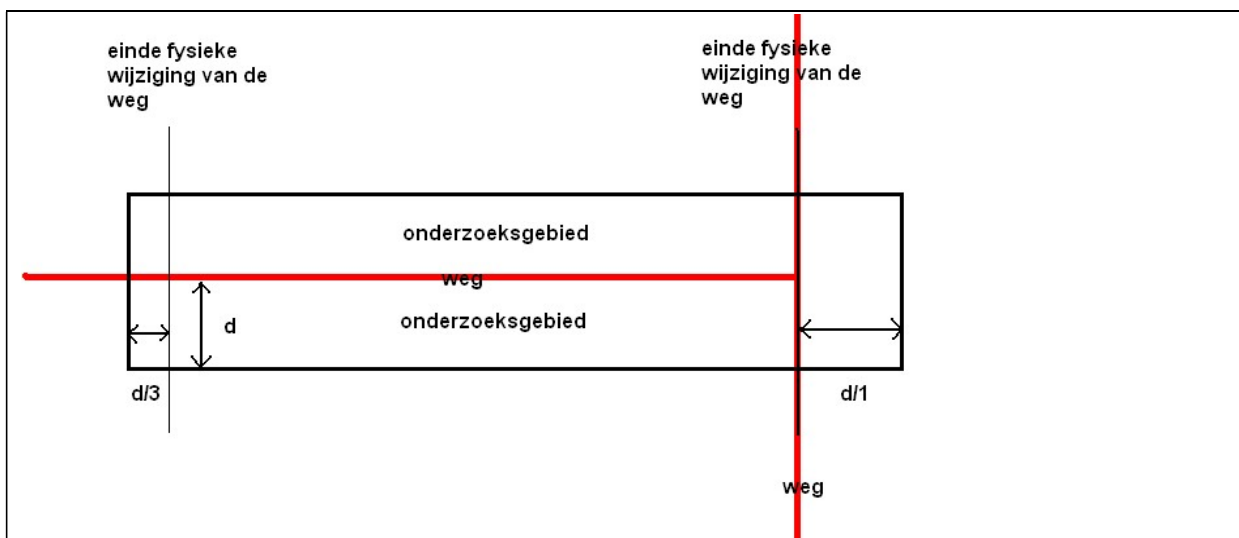 einde fysieke
wijziging van de
weg
einde fysieke
wijziging van de
weg
onderzoeksgebied
weg
onderzoeksgebied
d
d/3
d/1
weg